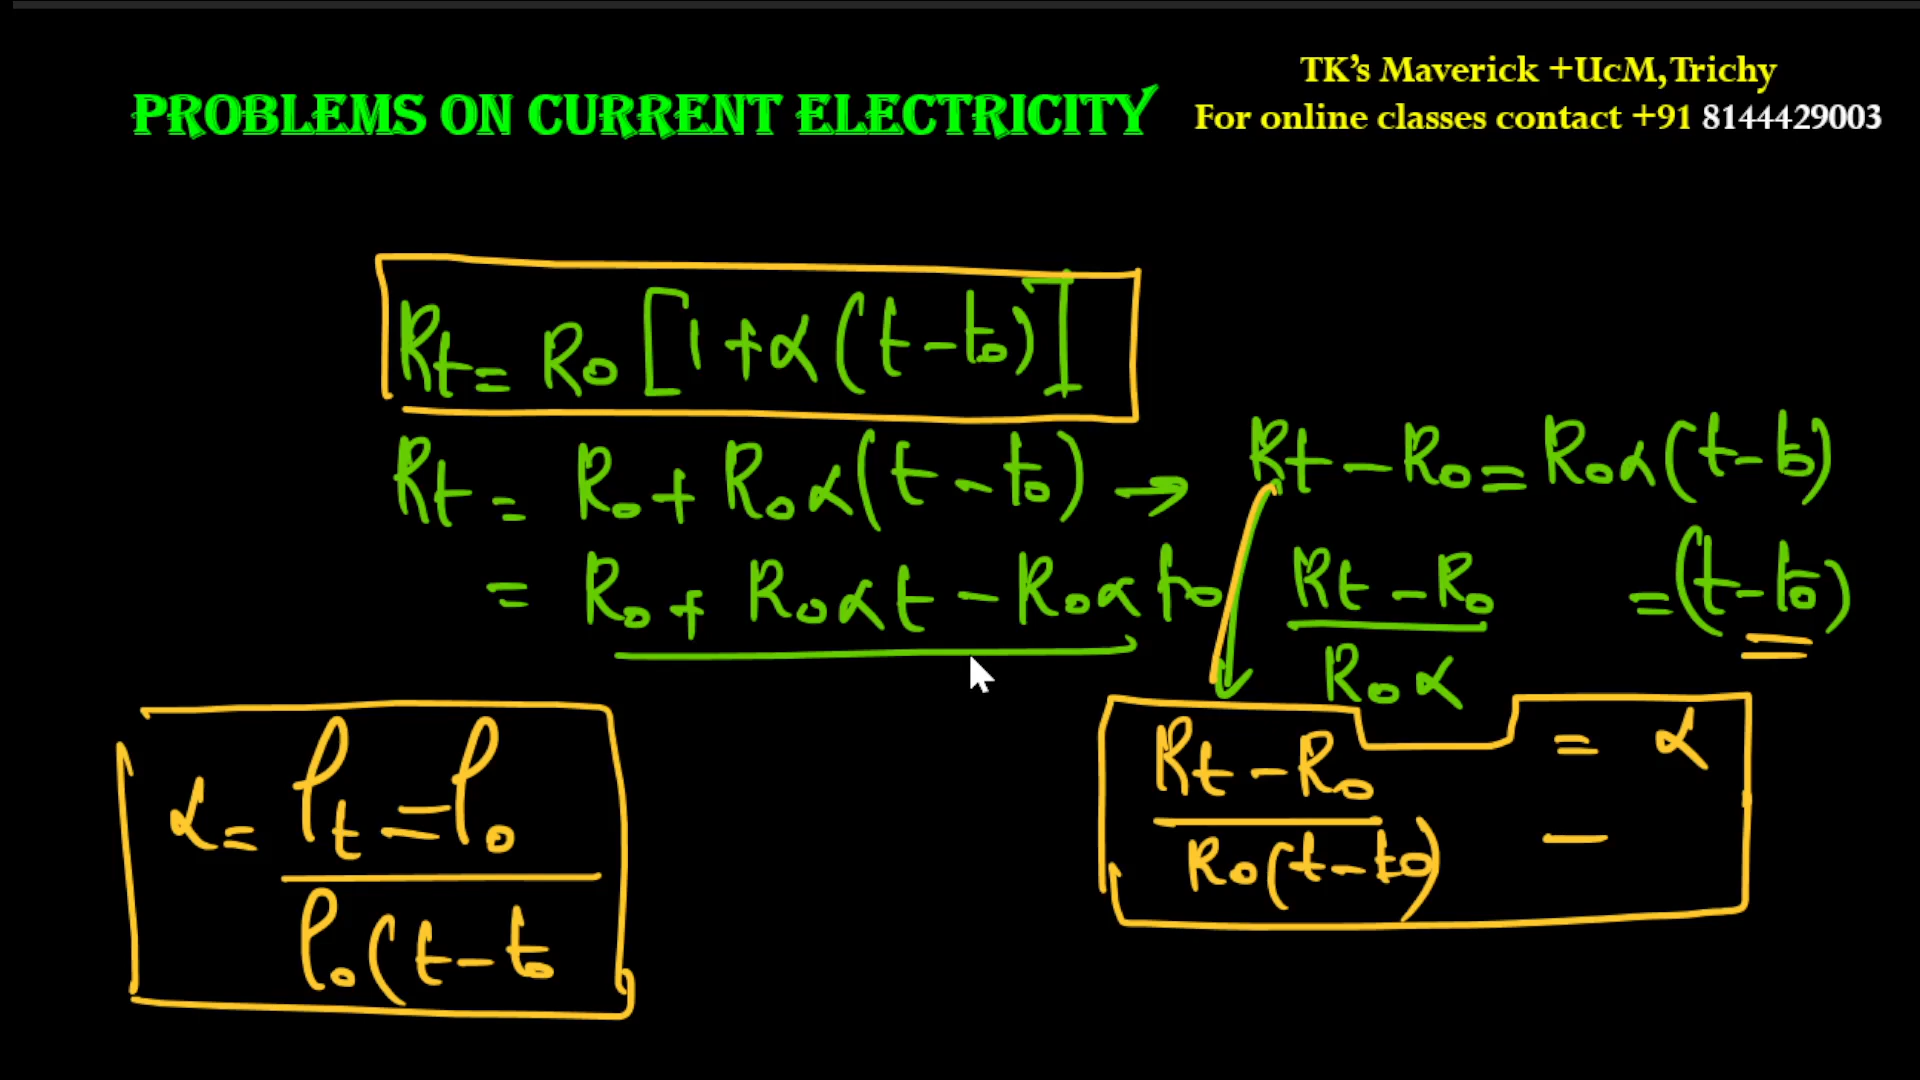 PROBLEMS ON CURRENT ELECTRICITY
TK's Maverick +UcM,Trichy
For online classes contact +91 8144429003
Rt = R₀ [1+α(t-t₀)]
Rt = R₀+ R₀α(t-t₀) →
= R₀+ R₀αt - R₀αt₀
Rt - R₀ = R₀α(t-t₀)
Rt - R₀ = (t-t₀)
R₀α
Rt - R₀ = α
R₀(t-t₀) -
α = ρt = ρ₀
ρ₀(t-t₀